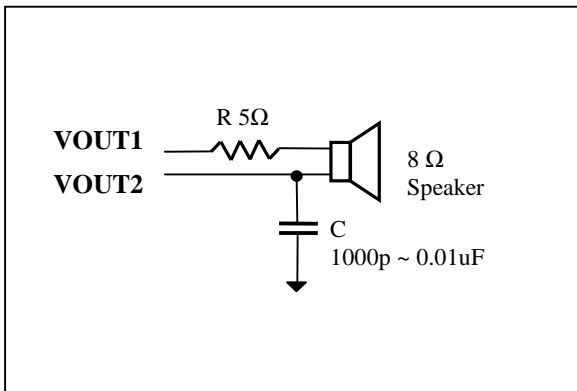 R 5Ω
VOUT1
VOUT2
8 Ω
Speaker
C
1000p ~ 0.01uF